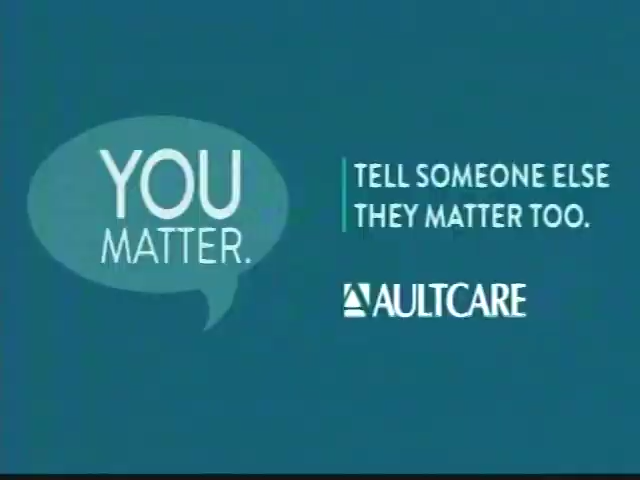 YOU
MATTER.
TELL SOMEONE ELSE
THEY MATTER TOO.
AULTCARE